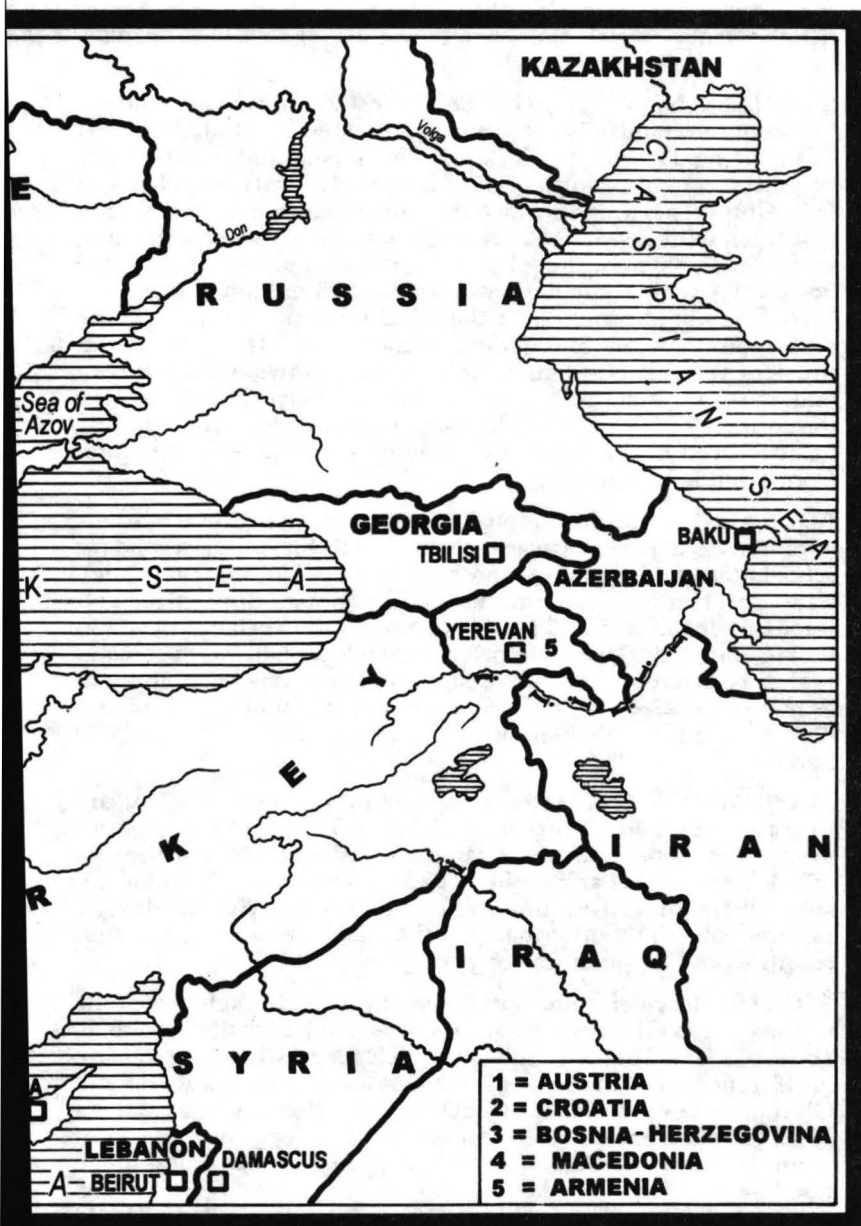 KAZAKHSTAN
Volga
CASPIAN SEA
E
Don
RUSSIA
Sea of
Azov
GEORGIA
TBILISI
BAKU
K SEA
AZERBAIJAN
YEREVAN 5
RKEY
IRAN
IRAQ
SYRIA
A
LEBANON
DAMASCUS
A
BEIRUT
1 = AUSTRIA
2 = CROATIA
3 = BOSNIA-HERZEGOVINA
4 = MACEDONIA
5 = ARMENIA